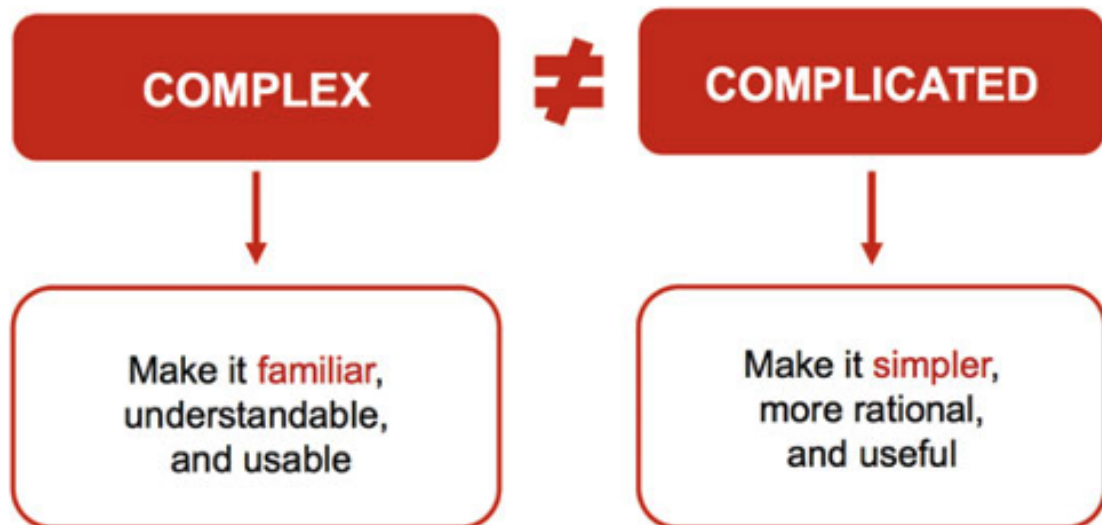 COMPLEX
≠
COMPLICATED
Make it familiar,
understandable,
and usable
Make it simpler,
more rational,
and useful